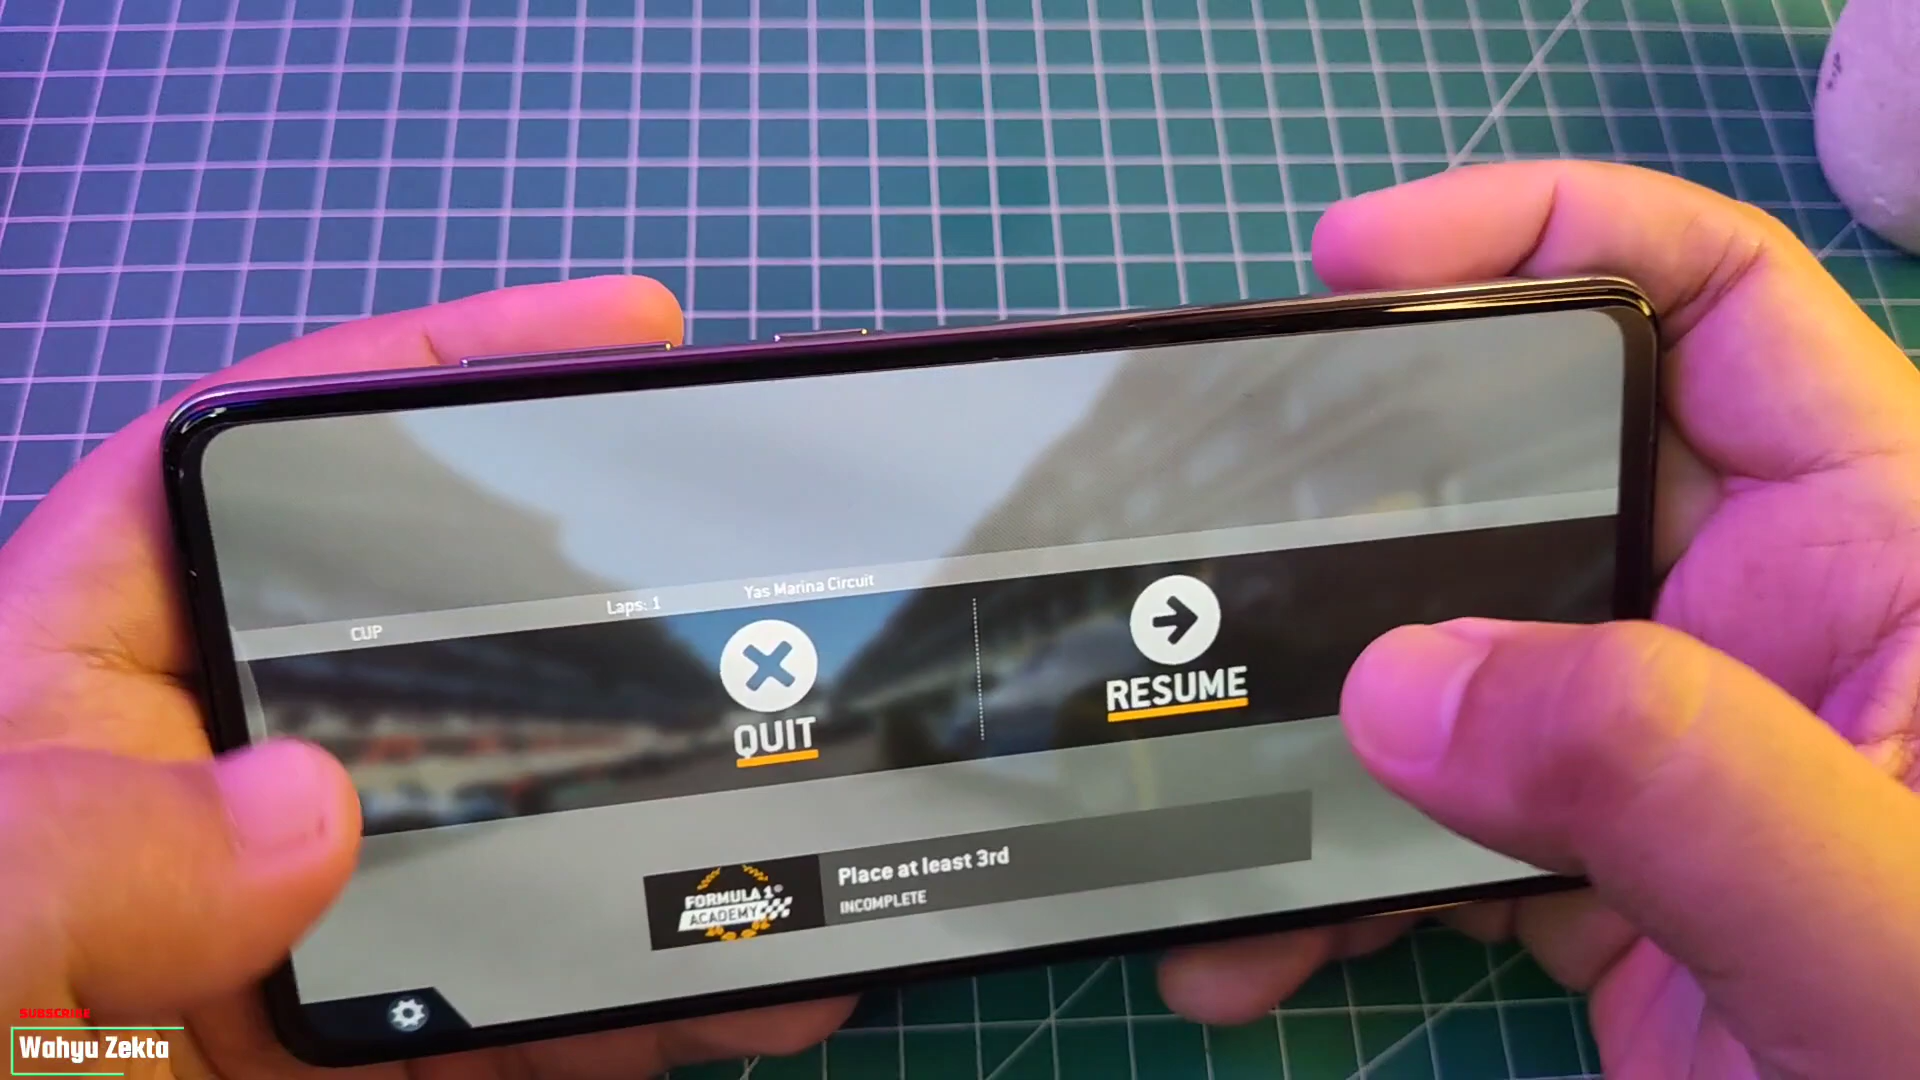 CUP
Laps: 1
Yas Marina Circuit
QUIT
RESUME
FORMULA 1®
ACADEMY
Place at least 3rd
INCOMPLETE
SUBSCRIBE
Wahyu Zekta